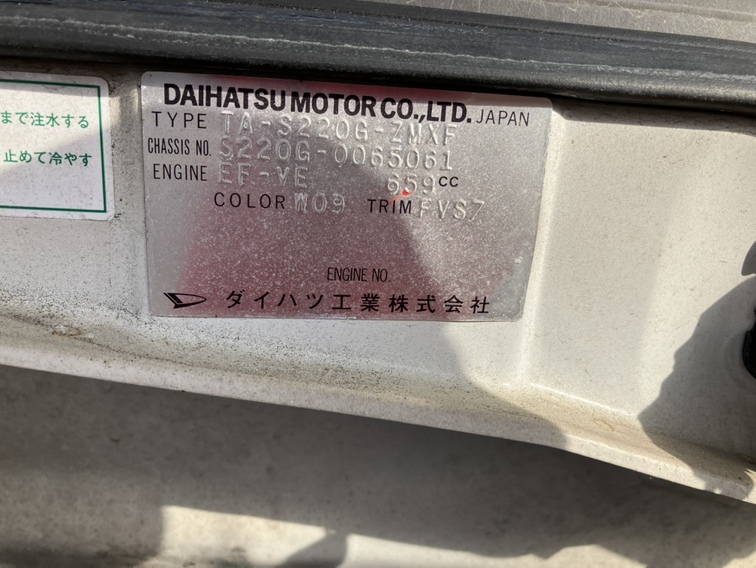 まで注水する
止めて冷やす
DAIHATSU MOTOR CO.,LTD. JAPAN
TYPE TA-S220G-ZMXF
CHASSIS NO. S220G-0065061
ENGINE EF-VE 659 CC
COLOR W09 TRIM FVS7
ENGINE NO.
ダイハツ工業株式会社